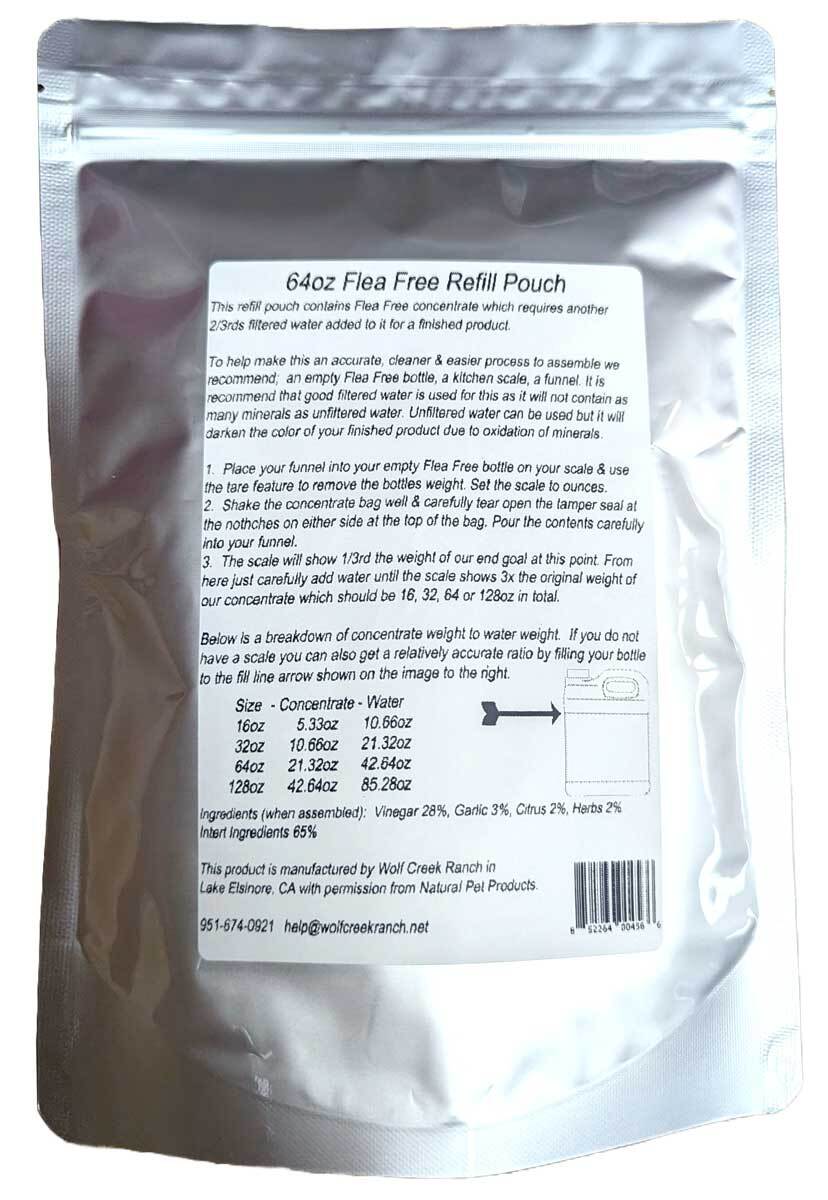 64oz Flea Free Refill Pouch
This refill pouch contains Flea Free concentrate which requires another
2/3rds filtered water added to it for a finished product.
To help make this an accurate, cleaner & easier process to assemble we
recommend; an empty Flea Free bottle, a kitchen scale, a funnel. It is
recommend that good filtered water is used for this as it will not contain as
many minerals as unfiltered water. Unfiltered water can be used but it will
darken the color of your finished product due to oxidation of minerals.
1. Place your funnel into your empty Flea Free bottle on your scale & use
the tare feature to remove the bottles weight. Set the scale to ounces.
2. Shake the concentrate bag well & carefully tear open the tamper seal at
the nothches on either side at the top of the bag. Pour the contents carefully
into your funnel.
3. The scale will show 1/3rd the weight of our end goal at this point. From
here just carefully add water until the scale shows 3x the original weight of
our concentrate which should be 16, 32, 64 or 128oz in total.
Below is a breakdown of concentrate weight to water weight. If you do not
have a scale you can also get a relatively accurate ratio by filling your bottle
to the fill line arrow shown on the image to the right.
Size - Concentrate - Water
16oz 5.33oz 10.66oz
32oz 10.66oz 21.32oz
64oz 21.32oz 42.64oz
128oz 42.64oz 85.28oz
Ingredients (when assembled): Vinegar 28%, Garlic 3%, Citrus 2%, Herbs 2%
Intert Ingredients 65%
This product is manufactured by Wolf Creek Ranch in
Lake Elsinore, CA with permission from Natural Pet Products.
951-674-0921 help@wolfcreekranch.net
8 52264 00456 6